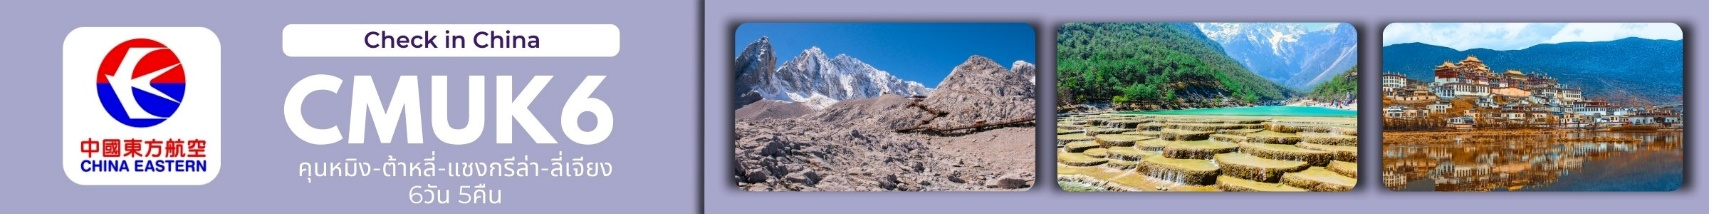 中國東方航空
CHINA EASTERN
Check in China
CMUK6
คุนหมิง-ต้าหลี่-แชงกรีล่า-ลี่เจียง
6วัน 5คืน